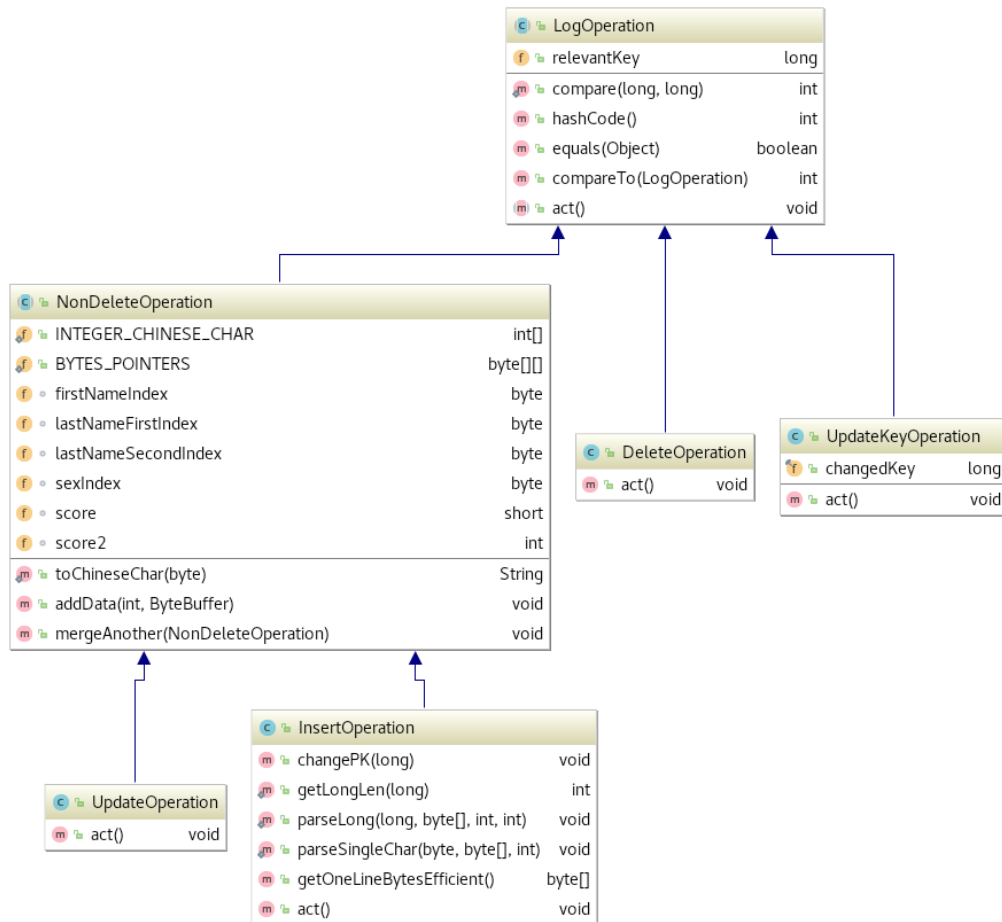 LogOperation
relevantKey long
compare(long, long) int
hashCode() int
equals(Object) boolean
compareTo(LogOperation) int
act() void
NonDeleteOperation
INTEGER_CHINESE_CHAR int[]
BYTES_POINTERS byte[][]
firstNameIndex byte
lastNameFirstIndex byte
lastNameSecondIndex byte
sexIndex byte
score short
score2 int
toChineseChar(byte) String
addData(int, ByteBuffer) void
mergeAnother(NonDeleteOperation) void
DeleteOperation
act() void
UpdateKeyOperation
changedKey long
act() void
UpdateOperation
act() void
InsertOperation
changePK(long) void
getLongLen(long) int
parseLong(long, byte[], int, int) void
parseSingleChar(byte, byte[], int) void
getOneLineBytesEfficient() byte[]
act() void